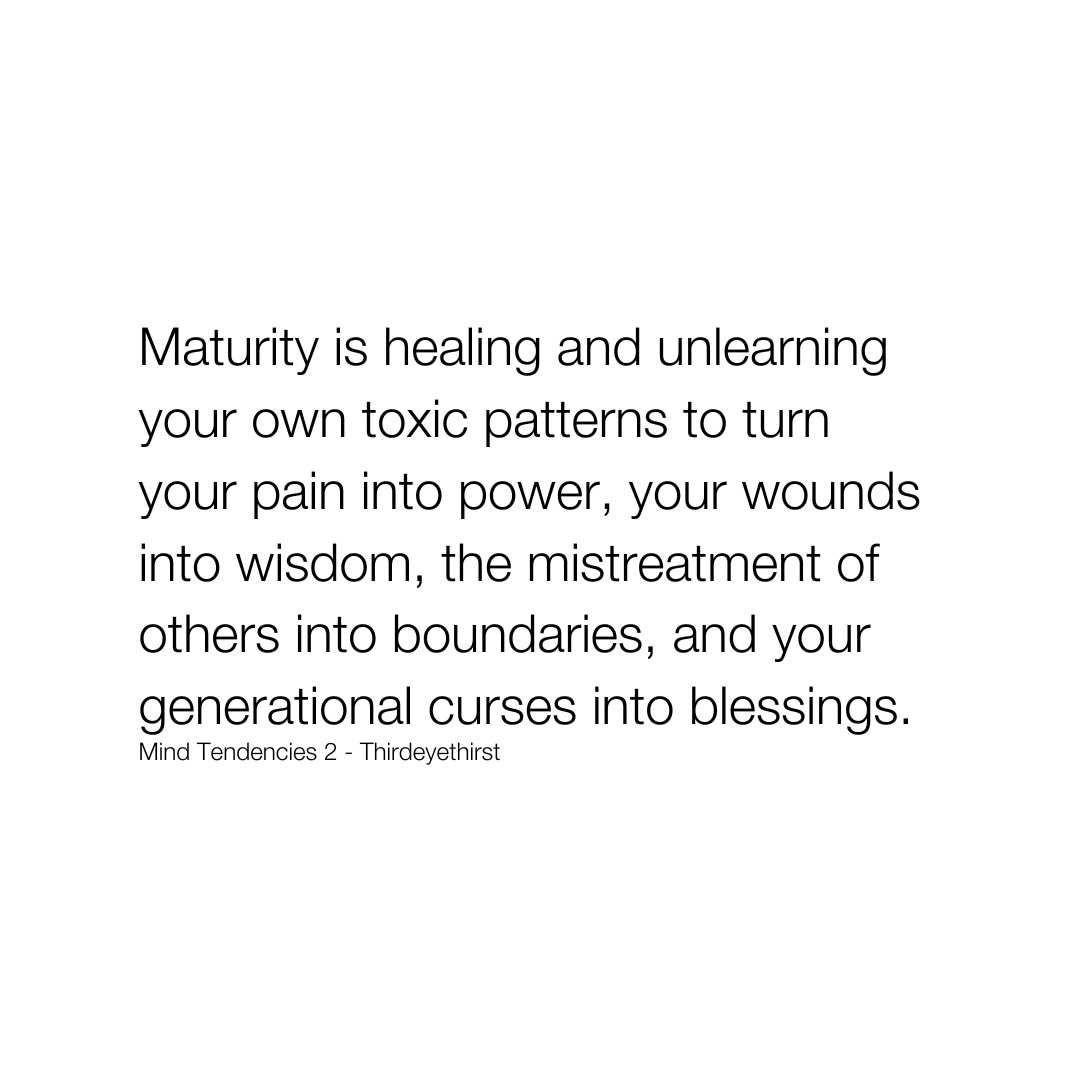 Maturity is healing and unlearning
your own toxic patterns to turn
your pain into power, your wounds
into wisdom, the mistreatment of
others into boundaries, and your
generational curses into blessings.
Mind Tendencies 2 - Thirdeyethirst